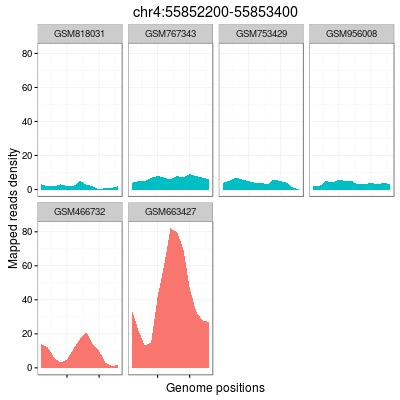 chr4:55852200-55853400
GSM818031 GSM767343 GSM753429 GSM956008
80
60
40
20
0
GSM466732 GSM663427
80
60
40
20
0
Mapped reads density
Genome positions